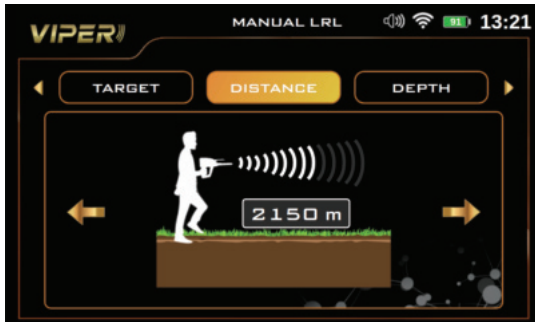 VIPER
MANUAL LRL
91
13:21
TARGET
DISTANCE
DEPTH
2150 m